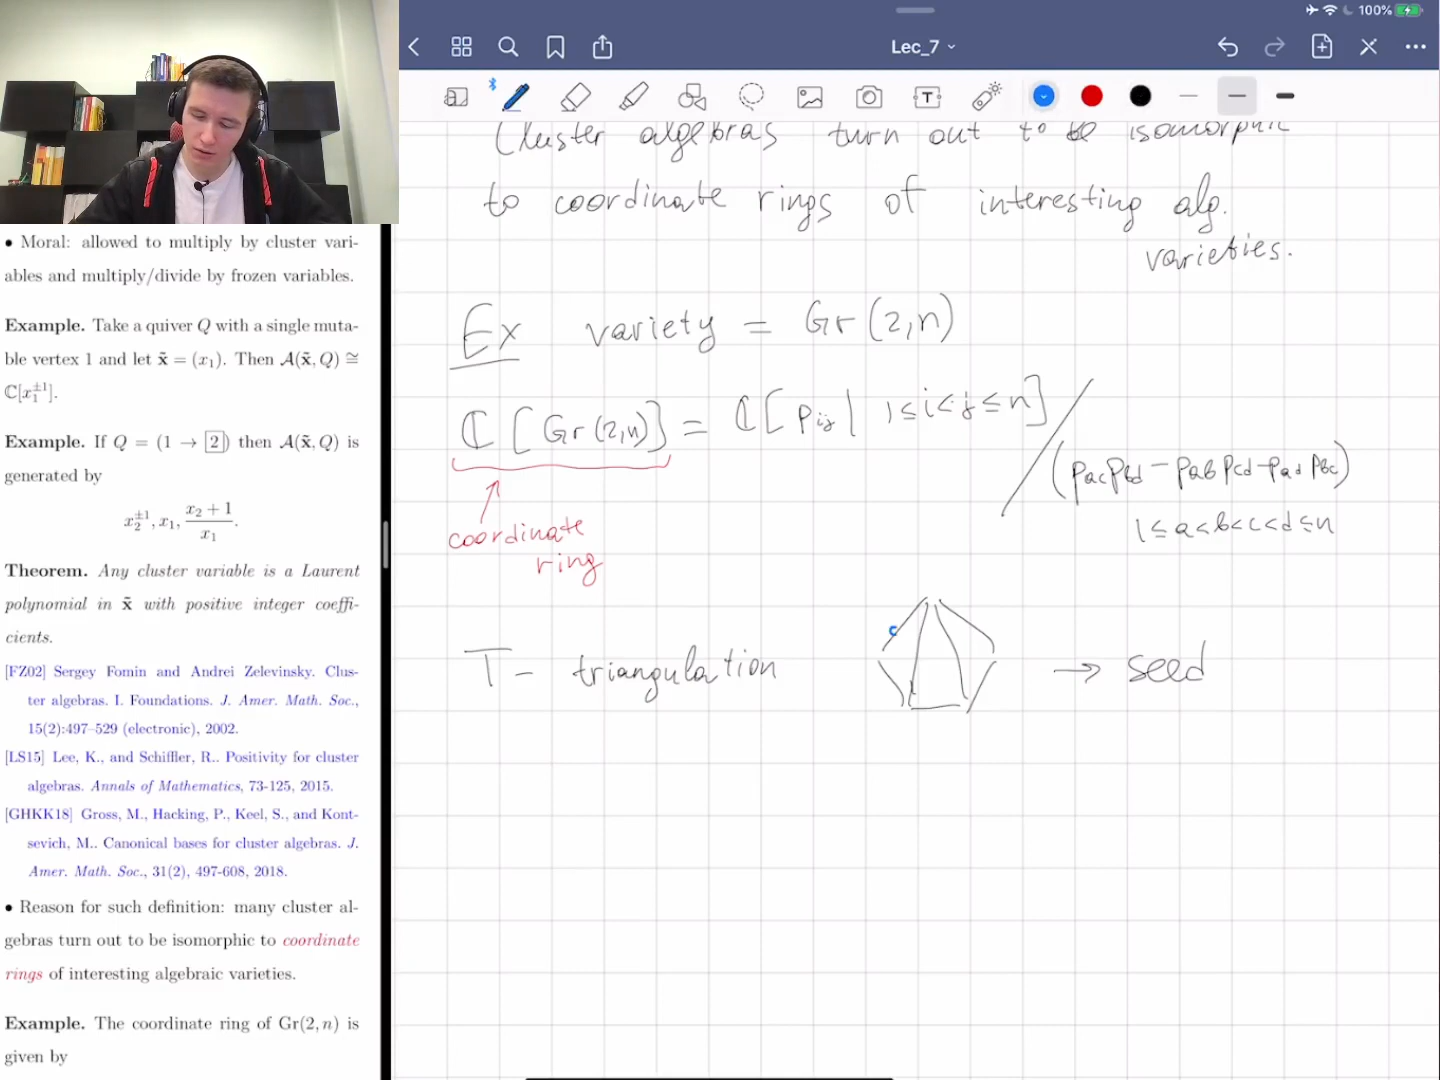 • Moral: allowed to multiply by cluster vari-
ables and multiply/divide by frozen variables.
Example. Take a quiver Q with a single muta-
ble vertex 1 and let x̃ = (x₁). Then A(x̃, Q) ≅
ℂ[x₁^{±1}].
Example. If Q = (1 → [2]) then A(x̃, Q) is
generated by
x₂^{±1}, x₁, (x₂ + 1)/x₁.
Theorem. Any cluster variable is a Laurent
polynomial in x̃ with positive integer coeffi-
cients.
[FZ02] Sergey Fomin and Andrei Zelevinsky. Clus-
ter algebras. I. Foundations. J. Amer. Math. Soc.,
15(2):497–529 (electronic), 2002.
[LS15] Lee, K., and Schiffler, R.. Positivity for cluster
algebras. Annals of Mathematics, 73-125, 2015.
[GHKK18] Gross, M., Hacking, P., Keel, S., and Kont-
sevich, M.. Canonical bases for cluster algebras. J.
Amer. Math. Soc., 31(2), 497-608, 2018.
• Reason for such definition: many cluster al-
gebras turn out to be isomorphic to coordinate
rings of interesting algebraic varieties.
Example. The coordinate ring of Gr(2, n) is
given by
100%
Lec_7
T
Cluster algebras turn out to be isomorphic
to coordinate rings of interesting alg.
varieties.
Ex variety = Gr(2,n)
ℂ[Gr(2,n)] = ℂ[Pij | 1≤i<j≤n] / (PacPbd - PabPcd - PadPbc)
1≤a<b<c<d≤n
coordinate
ring
T - triangulation → seed